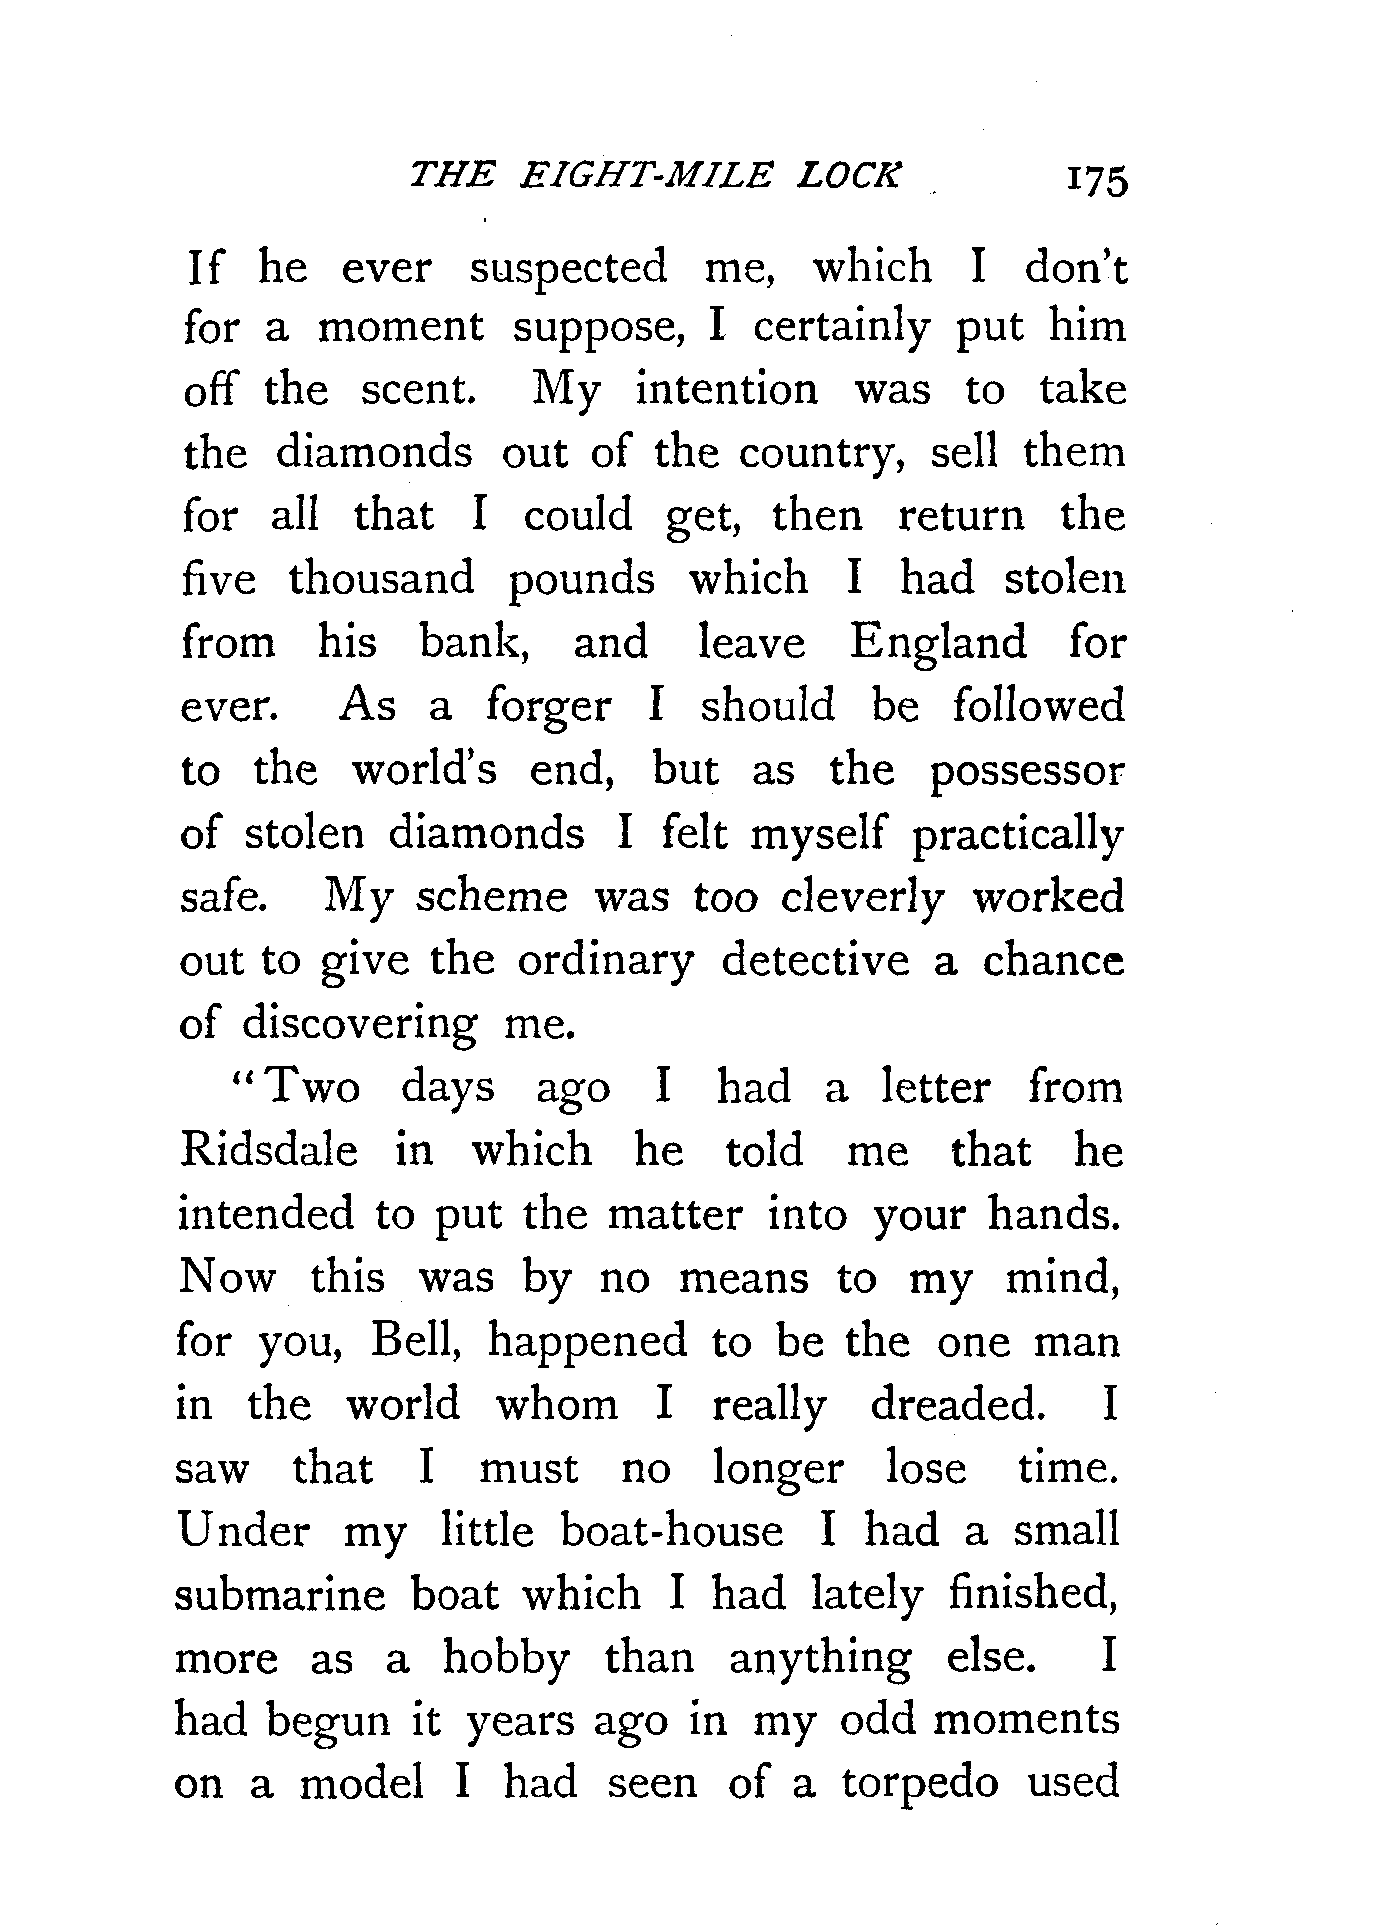 THE EIGHT-MILE LOCK 175
If he ever suspected me, which I don't
for a moment suppose, I certainly put him
off the scent. My intention was to take
the diamonds out of the country, sell them
for all that I could get, then return the
five thousand pounds which I had stolen
from his bank, and leave England for
ever. As a forger I should be followed
to the world's end, but as the possessor
of stolen diamonds I felt myself practically
safe. My scheme was too cleverly worked
out to give the ordinary detective a chance
of discovering me.
"Two days ago I had a letter from
Ridsdale in which he told me that he
intended to put the matter into your hands.
Now this was by no means to my mind,
for you, Bell, happened to be the one man
in the world whom I really dreaded. I
saw that I must no longer lose time.
Under my little boat-house I had a small
submarine boat which I had lately finished,
more as a hobby than anything else. I
had begun it years ago in my odd moments
on a model I had seen of a torpedo used